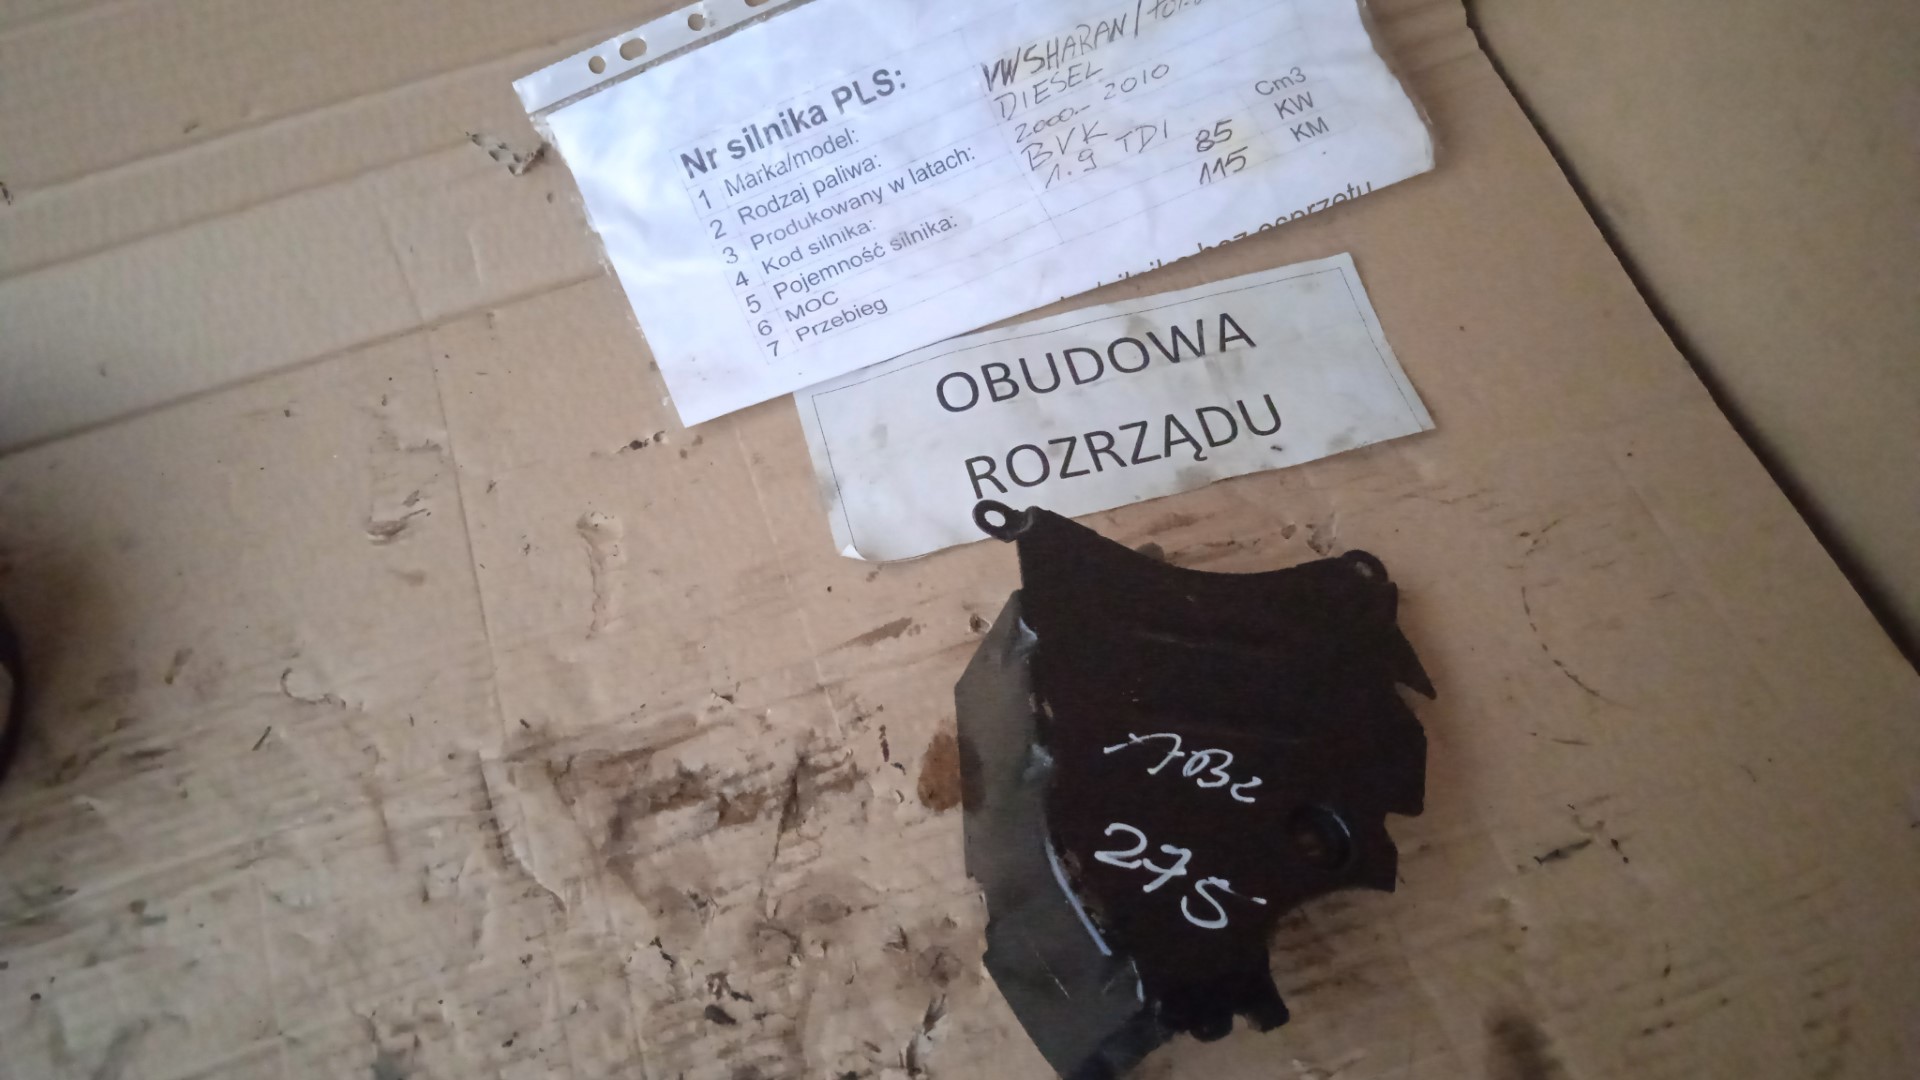 Nr silnika PLS:
1 Marka/model: VW SHARAN/
2 Rodzaj paliwa: DIESEL
3 Produkowany w latach: 2000-2010
4 Kod silnika: BVK
5 Pojemność silnika: 1.9 TDI Cm3
6 MOC 85 KW
7 Przebieg 115 KM
bez osprzętu
OBUDOWA
ROZRZĄDU
275